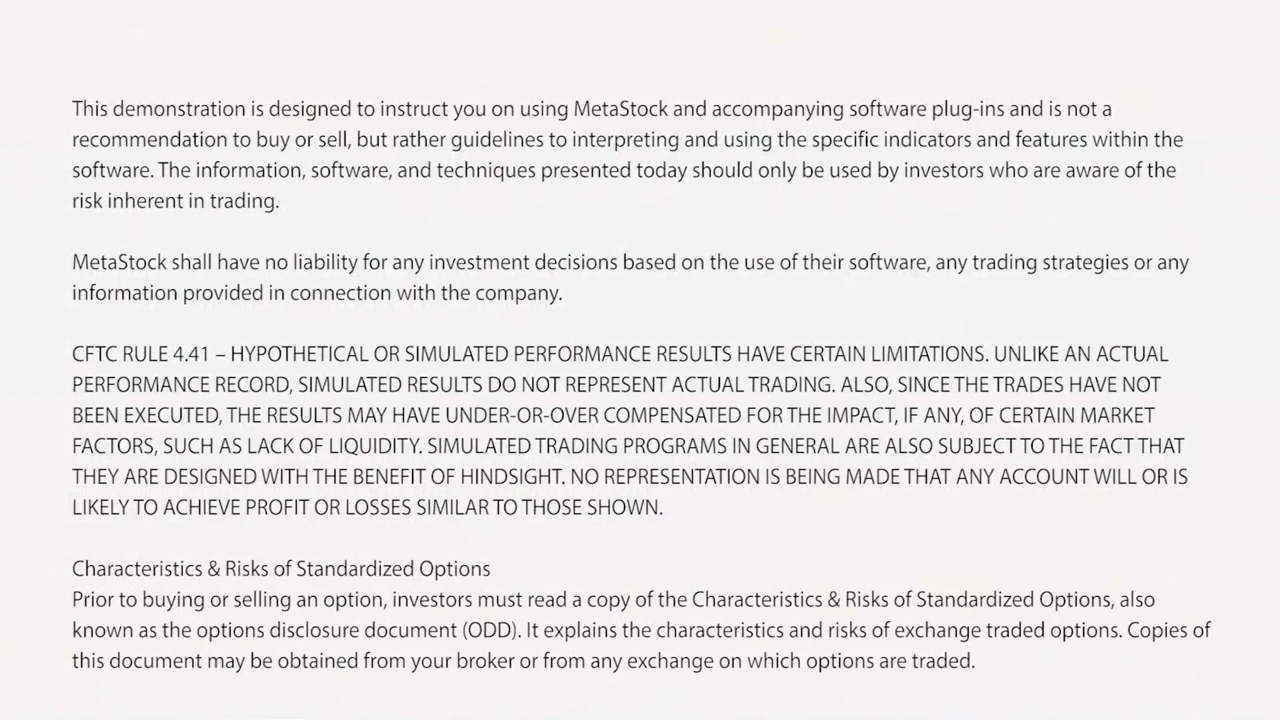 This demonstration is designed to instruct you on using MetaStock and accompanying software plug-ins and is not a
recommendation to buy or sell, but rather guidelines to interpreting and using the specific indicators and features within the
software. The information, software, and techniques presented today should only be used by investors who are aware of the
risk inherent in trading.
MetaStock shall have no liability for any investment decisions based on the use of their software, any trading strategies or any
information provided in connection with the company.
CFTC RULE 4.41 – HYPOTHETICAL OR SIMULATED PERFORMANCE RESULTS HAVE CERTAIN LIMITATIONS. UNLIKE AN ACTUAL
PERFORMANCE RECORD, SIMULATED RESULTS DO NOT REPRESENT ACTUAL TRADING. ALSO, SINCE THE TRADES HAVE NOT
BEEN EXECUTED, THE RESULTS MAY HAVE UNDER-OR-OVER COMPENSATED FOR THE IMPACT, IF ANY, OF CERTAIN MARKET
FACTORS, SUCH AS LACK OF LIQUIDITY. SIMULATED TRADING PROGRAMS IN GENERAL ARE ALSO SUBJECT TO THE FACT THAT
THEY ARE DESIGNED WITH THE BENEFIT OF HINDSIGHT. NO REPRESENTATION IS BEING MADE THAT ANY ACCOUNT WILL OR IS
LIKELY TO ACHIEVE PROFIT OR LOSSES SIMILAR TO THOSE SHOWN.
Characteristics & Risks of Standardized Options
Prior to buying or selling an option, investors must read a copy of the Characteristics & Risks of Standardized Options, also
known as the options disclosure document (ODD). It explains the characteristics and risks of exchange traded options. Copies of
this document may be obtained from your broker or from any exchange on which options are traded.